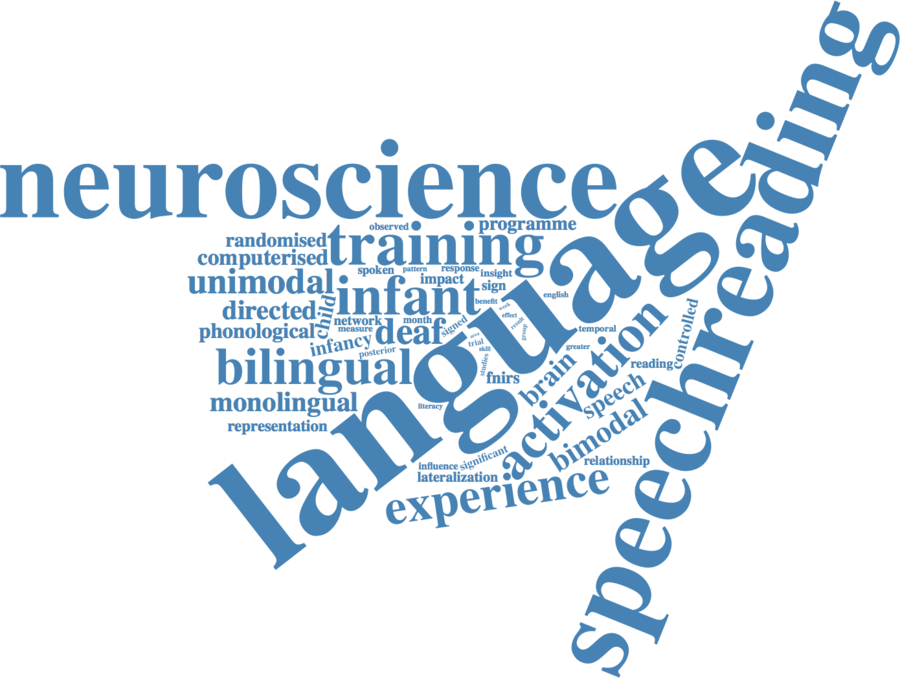 neuroscience
language
speechreading
observed
programme
randomised
training
computerised
spoken
pattern
response
insight
unimodal
impact
sign
infant
benefit
english
directed
child
month
work
effect
network
measure
deaf
signed
result
group
phonological
infancy
posterior
area
trial
skill
studies
temporal
greater
controlled
bilingual
fnirs
brain
activation
reading
monolingual
literacy
speech
representation
bimodal
influence
significant
lateralization
relationship
experience